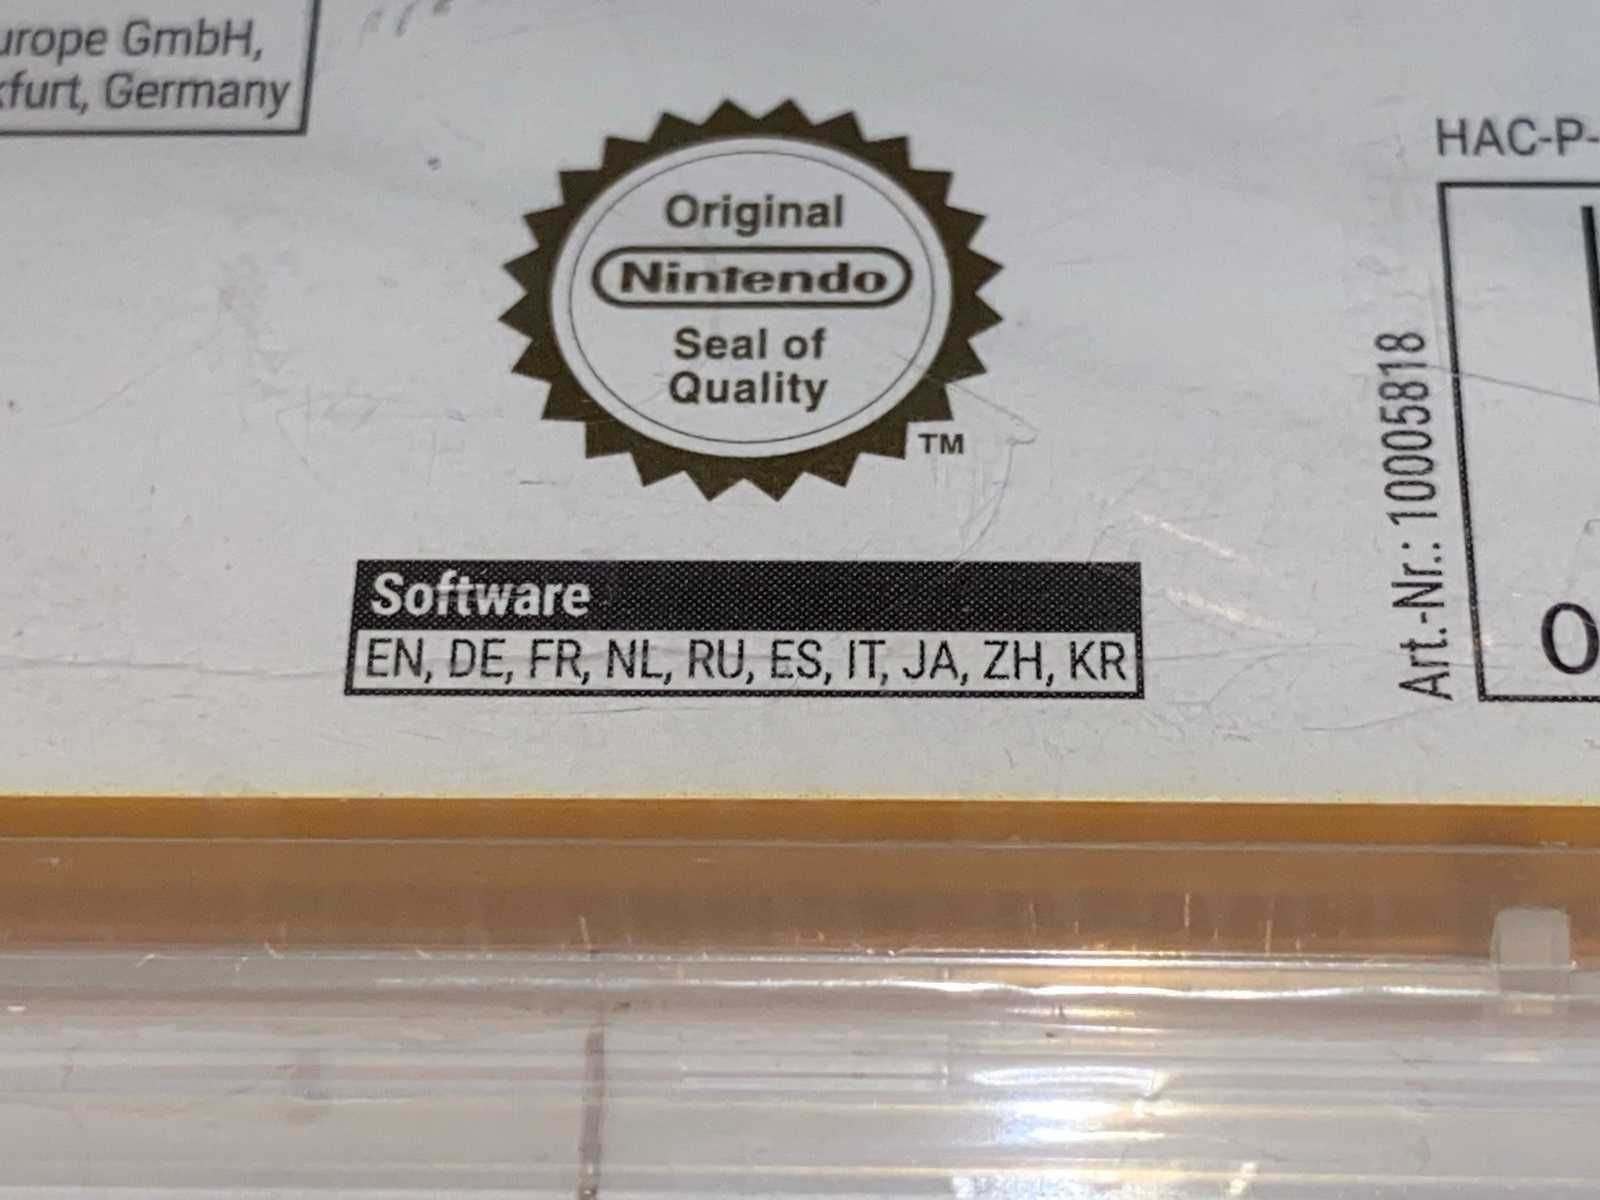 urope GmbH,
kfurt, Germany
Original
Nintendo
Seal of
Quality
TM
Software
EN, DE, FR, NL, RU, ES, IT, JA, ZH, KR
HAC-P-
Art.-Nr.: 10005818
0